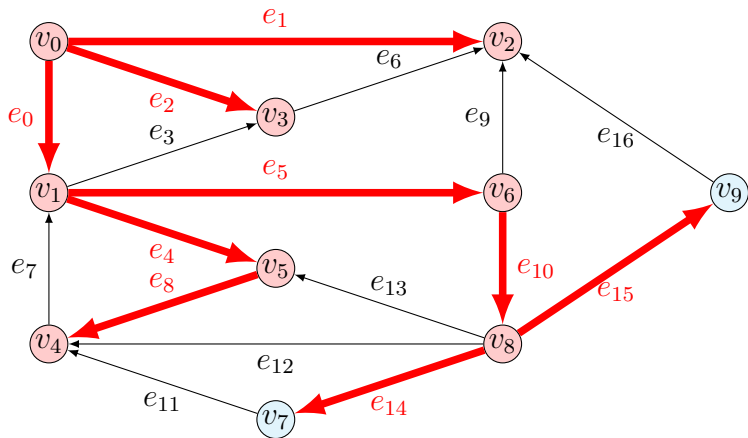 e₁
v₀
v₂
e₆
e₂
v₃
e₀
e₃
e₉
e₁₆
e₅
v₁
v₆
v₉
e₄
e₇
e₈
v₅
e₁₃
e₁₀
e₁₅
v₄
v₈
e₁₂
e₁₁
v₇
e₁₄